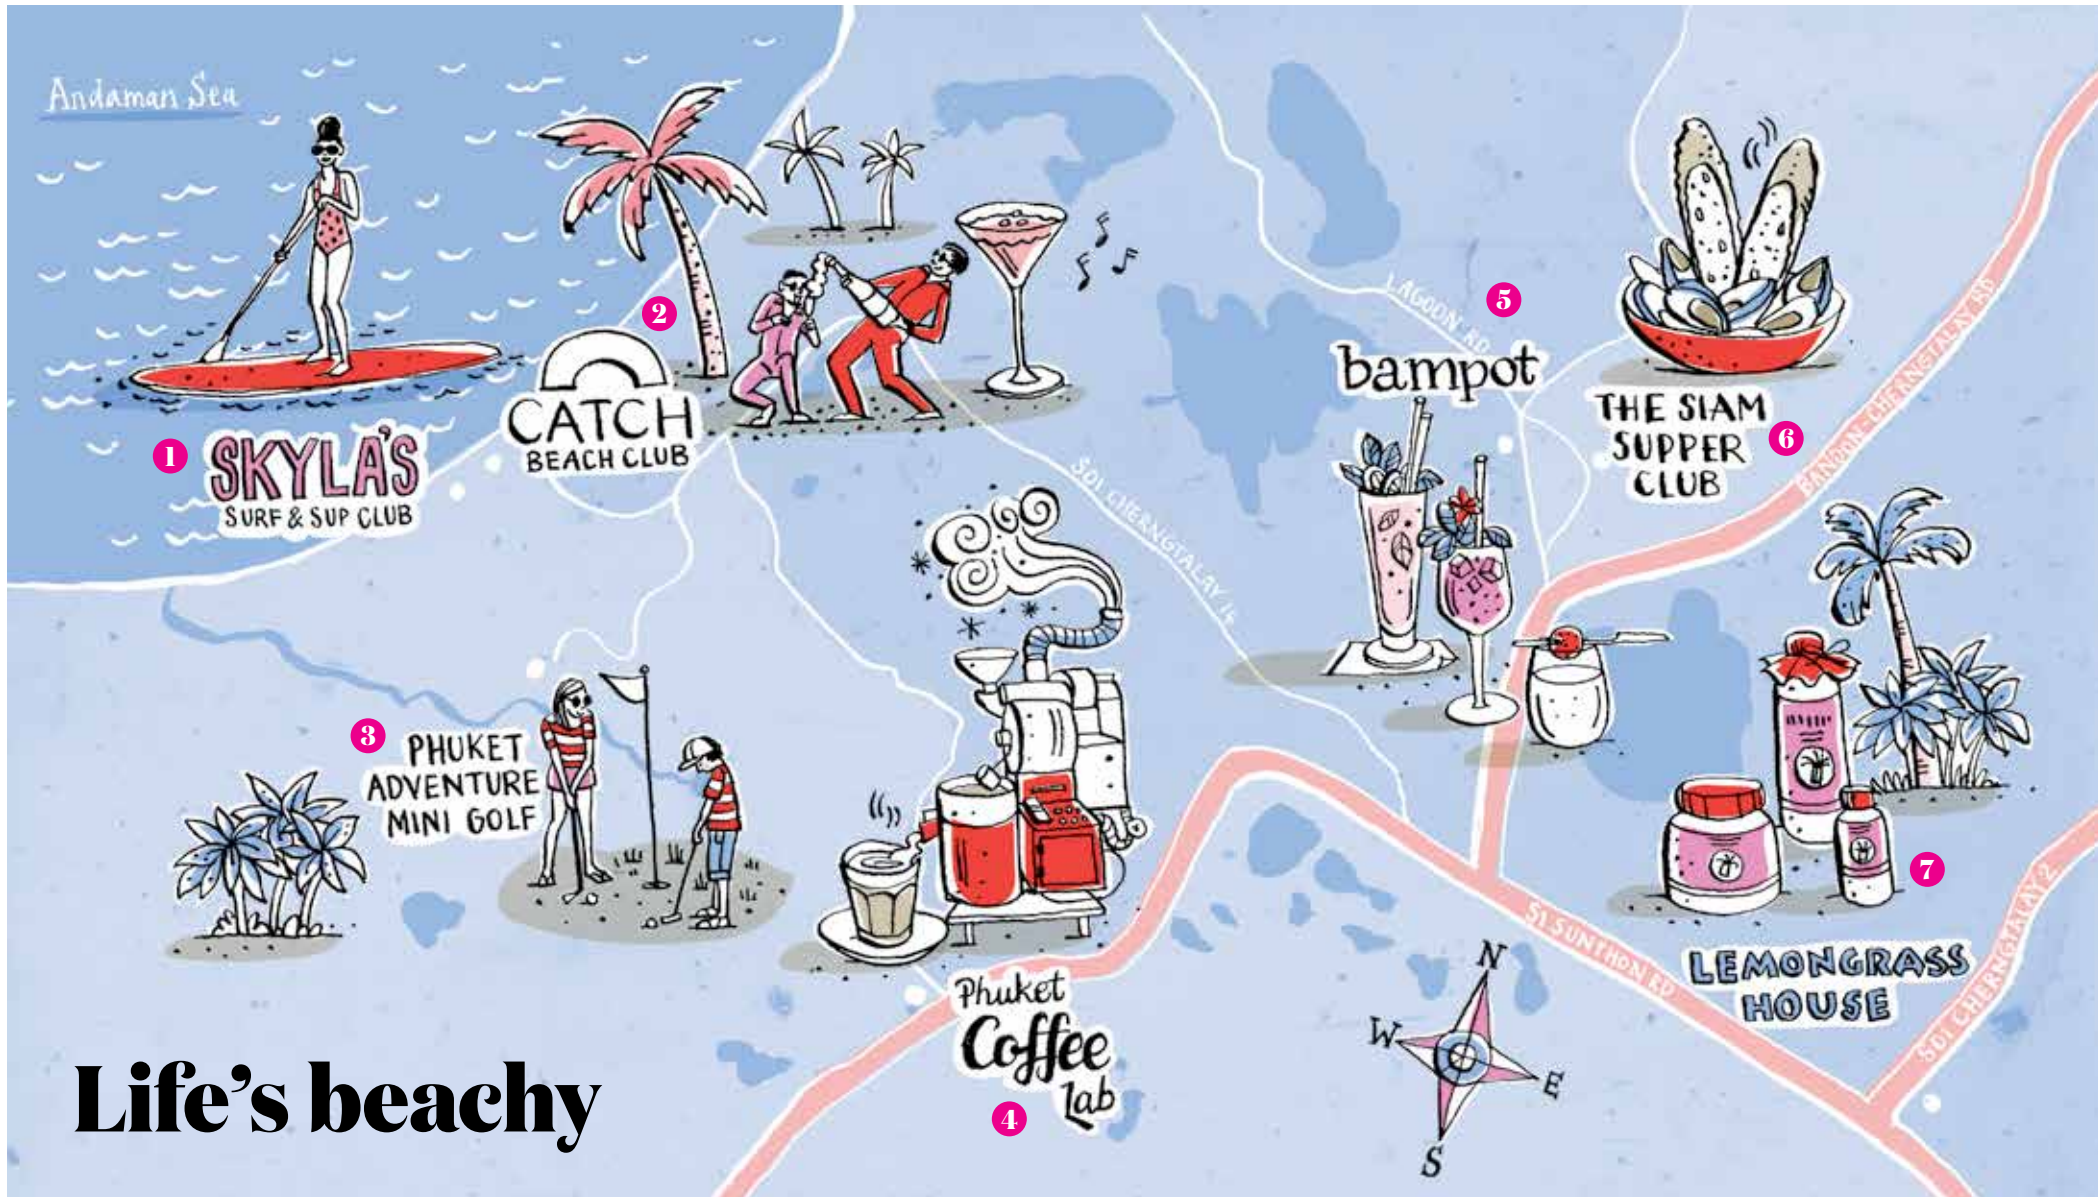 Andaman Sea
1
SKYLA'S
SURF & SUP CLUB
2
CATCH
BEACH CLUB
3
PHUKET
ADVENTURE
MINI GOLF
4
Phuket
Coffee
Lab
5
bampot
6
THE SIAM
SUPPER
CLUB
7
LEMONGRASS
HOUSE
LAGOON RD
SOI CHERNGTALAY 14
BANDON-CHERNGTALAY RD
SI SUNTHON RD
SOI CHERNGTALAY 2
N
W
E
S
Life's beachy